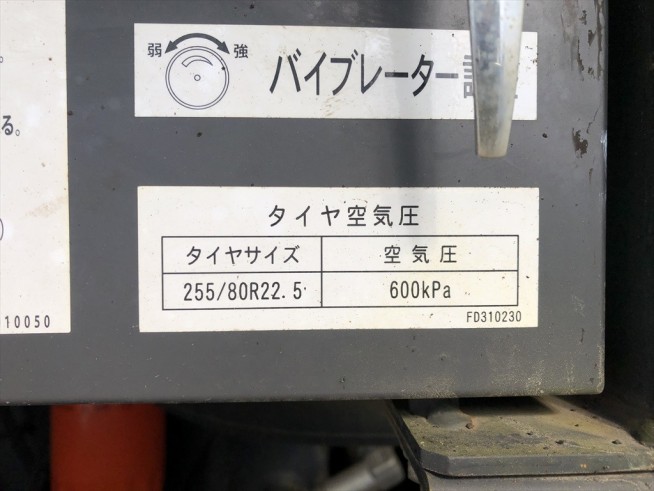 弱 強
バイブレーター
る。
タイヤ空気圧
タイヤサイズ 空気圧
255/80R22.5 600kPa
FD310230
10050